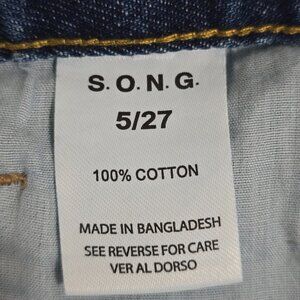 S.O.N.G.
5/27
100% COTTON
MADE IN BANGLADESH
SEE REVERSE FOR CARE
VER AL DORSO